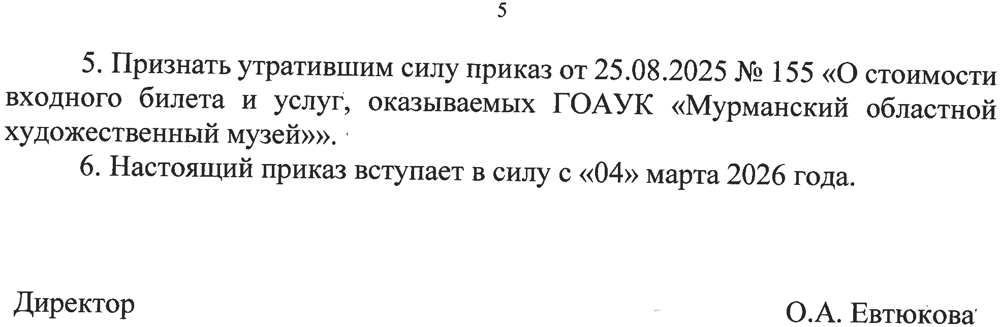 5
5. Признать утратившим силу приказ от 25.08.2025 № 155 «О стоимости
входного билета и услуг, оказываемых ГОАУК «Мурманский областной
художественный музей»».
6. Настоящий приказ вступает в силу с «04» марта 2026 года.
Директор О.А. Евтюкова